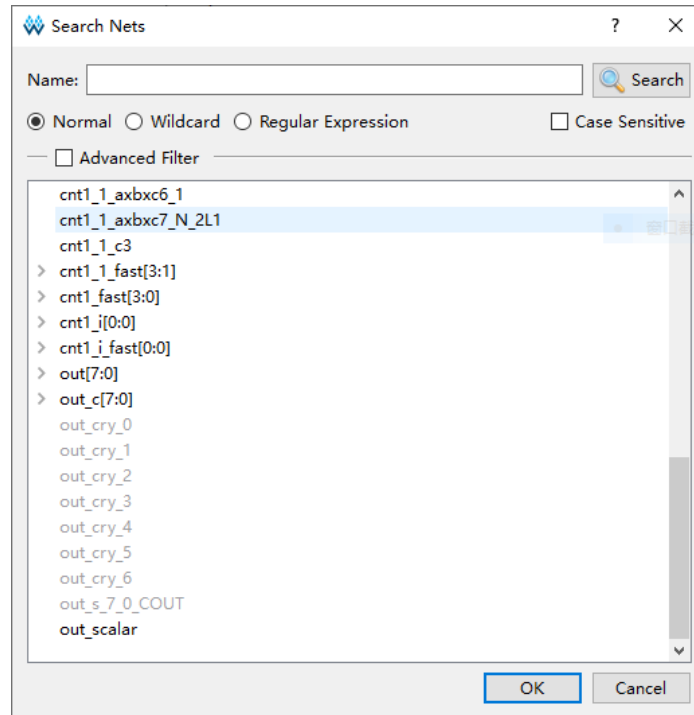 Search Nets ? ×
Name: Search
Normal Wildcard Regular Expression Case Sensitive
Advanced Filter
cnt1_1_axbxc6_1
cnt1_1_axbxc7_N_2L1
cnt1_1_c3
cnt1_1_fast[3:1]
cnt1_fast[3:0]
cnt1_i[0:0]
cnt1_i_fast[0:0]
out[7:0]
out_c[7:0]
out_cry_0
out_cry_1
out_cry_2
out_cry_3
out_cry_4
out_cry_5
out_cry_6
out_s_7_0_COUT
out_scalar
OK Cancel